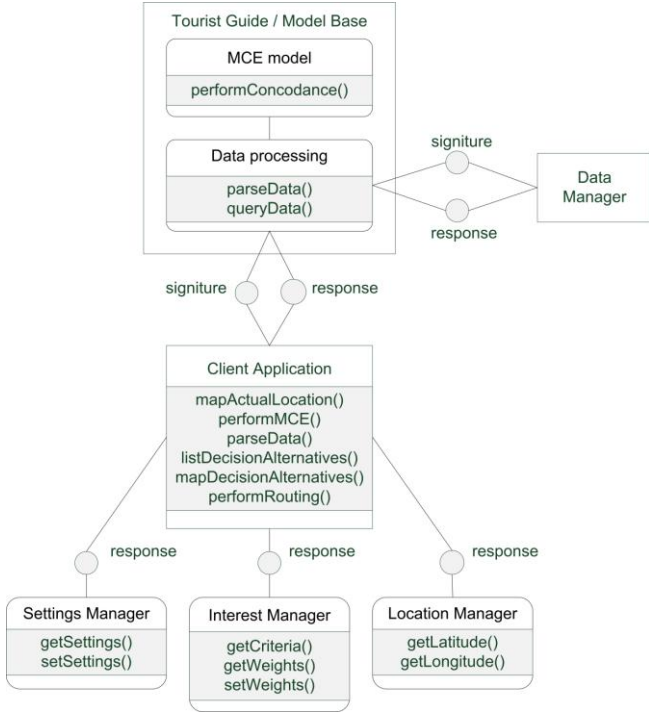 Tourist Guide / Model Base
MCE model
performConcodance()
Data processing
parseData()
queryData()
signiture
response
Data
Manager
signiture
response
Client Application
mapActualLocation()
performMCE()
parseData()
listDecisionAlternatives()
mapDecisionAlternatives()
performRouting()
response
response
response
Settings Manager
getSettings()
setSettings()
Interest Manager
getCriteria()
getWeights()
setWeights()
Location Manager
getLatitude()
getLongitude()